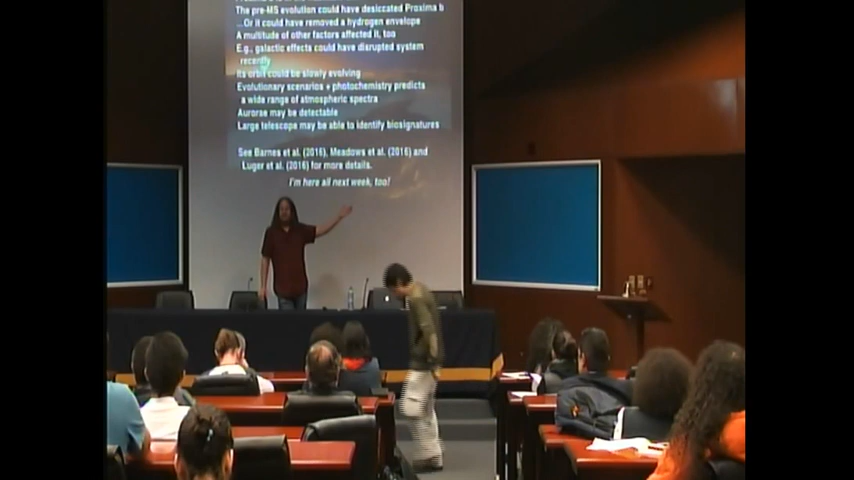 The pre-MS evolution could have desiccated Proxima b
...Or it could have removed a hydrogen envelope
A multitude of other factors affected it, too
E.g., galactic effects could have disrupted system
recently
Its orbit could be slowly evolving
Evolutionary scenarios + photochemistry predicts
a wide range of atmospheric spectra
Aurorae may be detectable
Large telescope may be able to identify biosignatures
See Barnes et al. (2016), Meadows et al. (2016) and
Luger et al. (2016) for more details.
I'm here all next week, too!